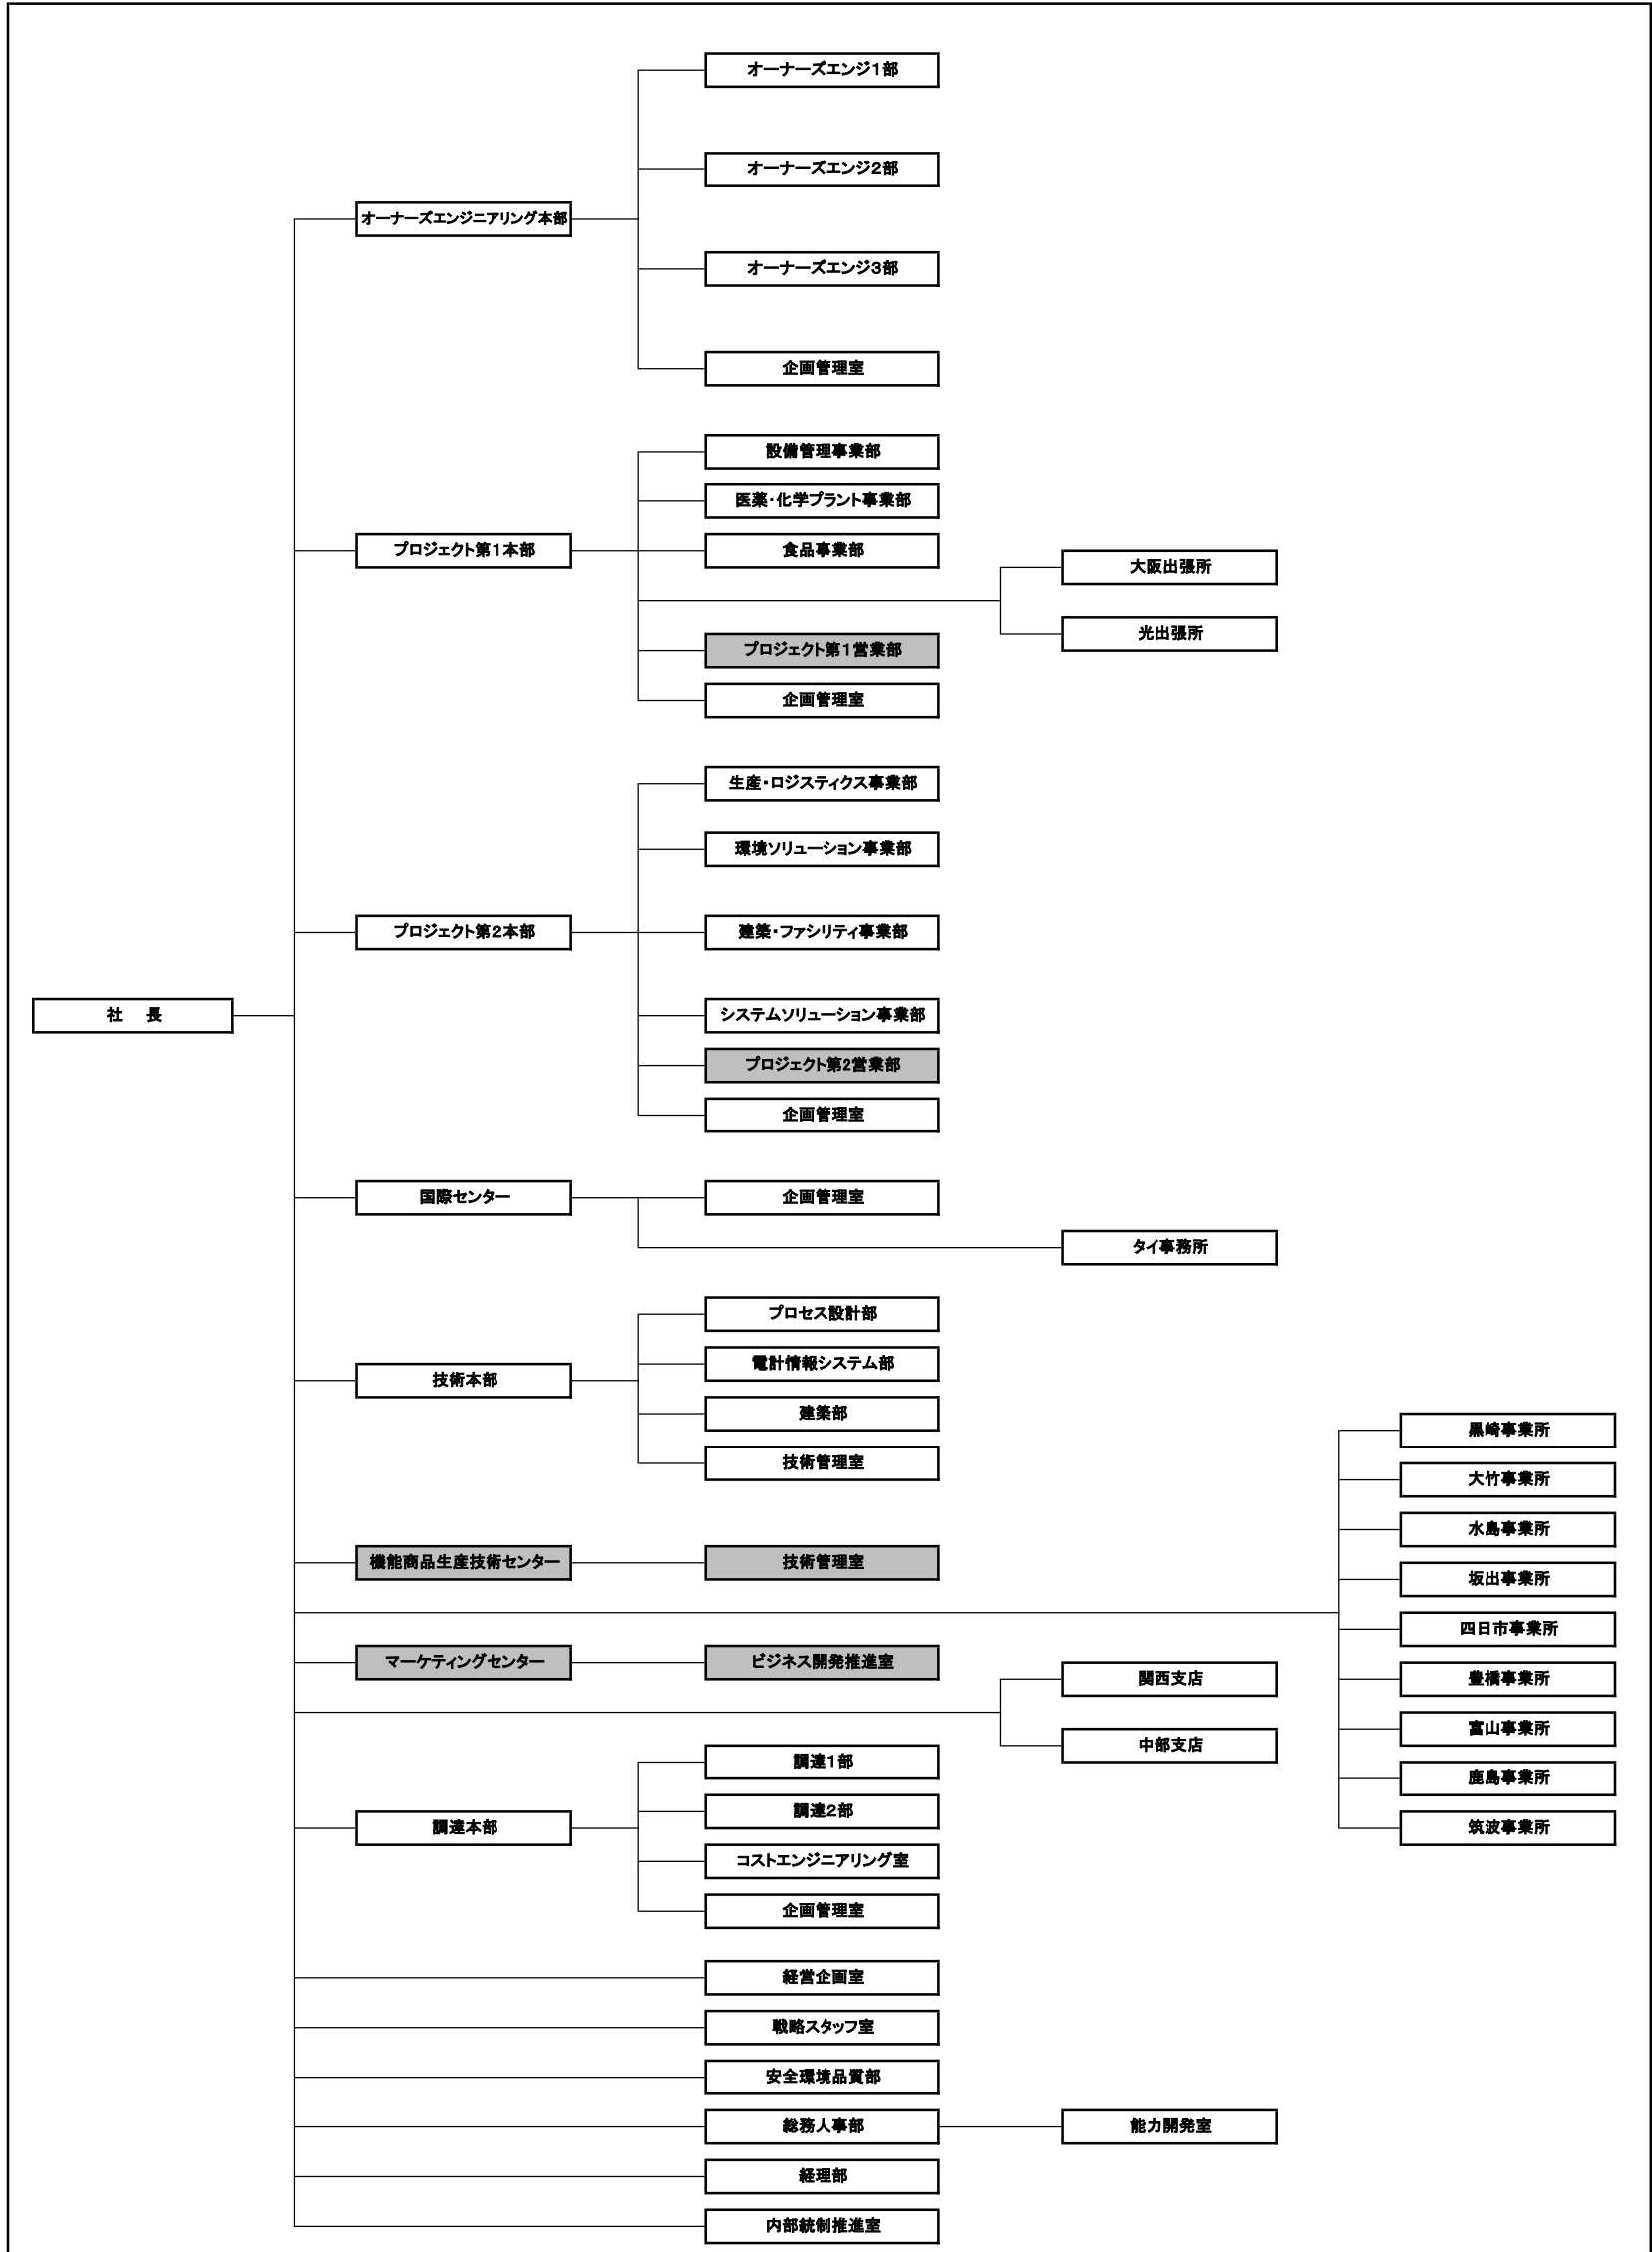 オーナーズエンジ1部
オーナーズエンジ2部
オーナーズエンジニアリング本部
オーナーズエンジ3部
企画管理室
設備管理事業部
医薬・化学プラント事業部
プロジェクト第1本部
食品事業部
大阪出張所
光出張所
プロジェクト第1営業部
企画管理室
生産・ロジスティクス事業部
環境ソリューション事業部
プロジェクト第2本部
建築・ファシリティ事業部
社　長
システムソリューション事業部
プロジェクト第2営業部
企画管理室
国際センター
企画管理室
タイ事務所
プロセス設計部
電計情報システム部
技術本部
建築部
技術管理室
黒崎事業所
大竹事業所
水島事業所
坂出事業所
四日市事業所
豊橋事業所
富山事業所
鹿島事業所
筑波事業所
機能商品生産技術センター
技術管理室
マーケティングセンター
ビジネス開発推進室
関西支店
中部支店
調達1部
調達2部
調達本部
コストエンジニアリング室
企画管理室
経営企画室
戦略スタッフ室
安全環境品質部
総務人事部
能力開発室
経理部
内部統制推進室